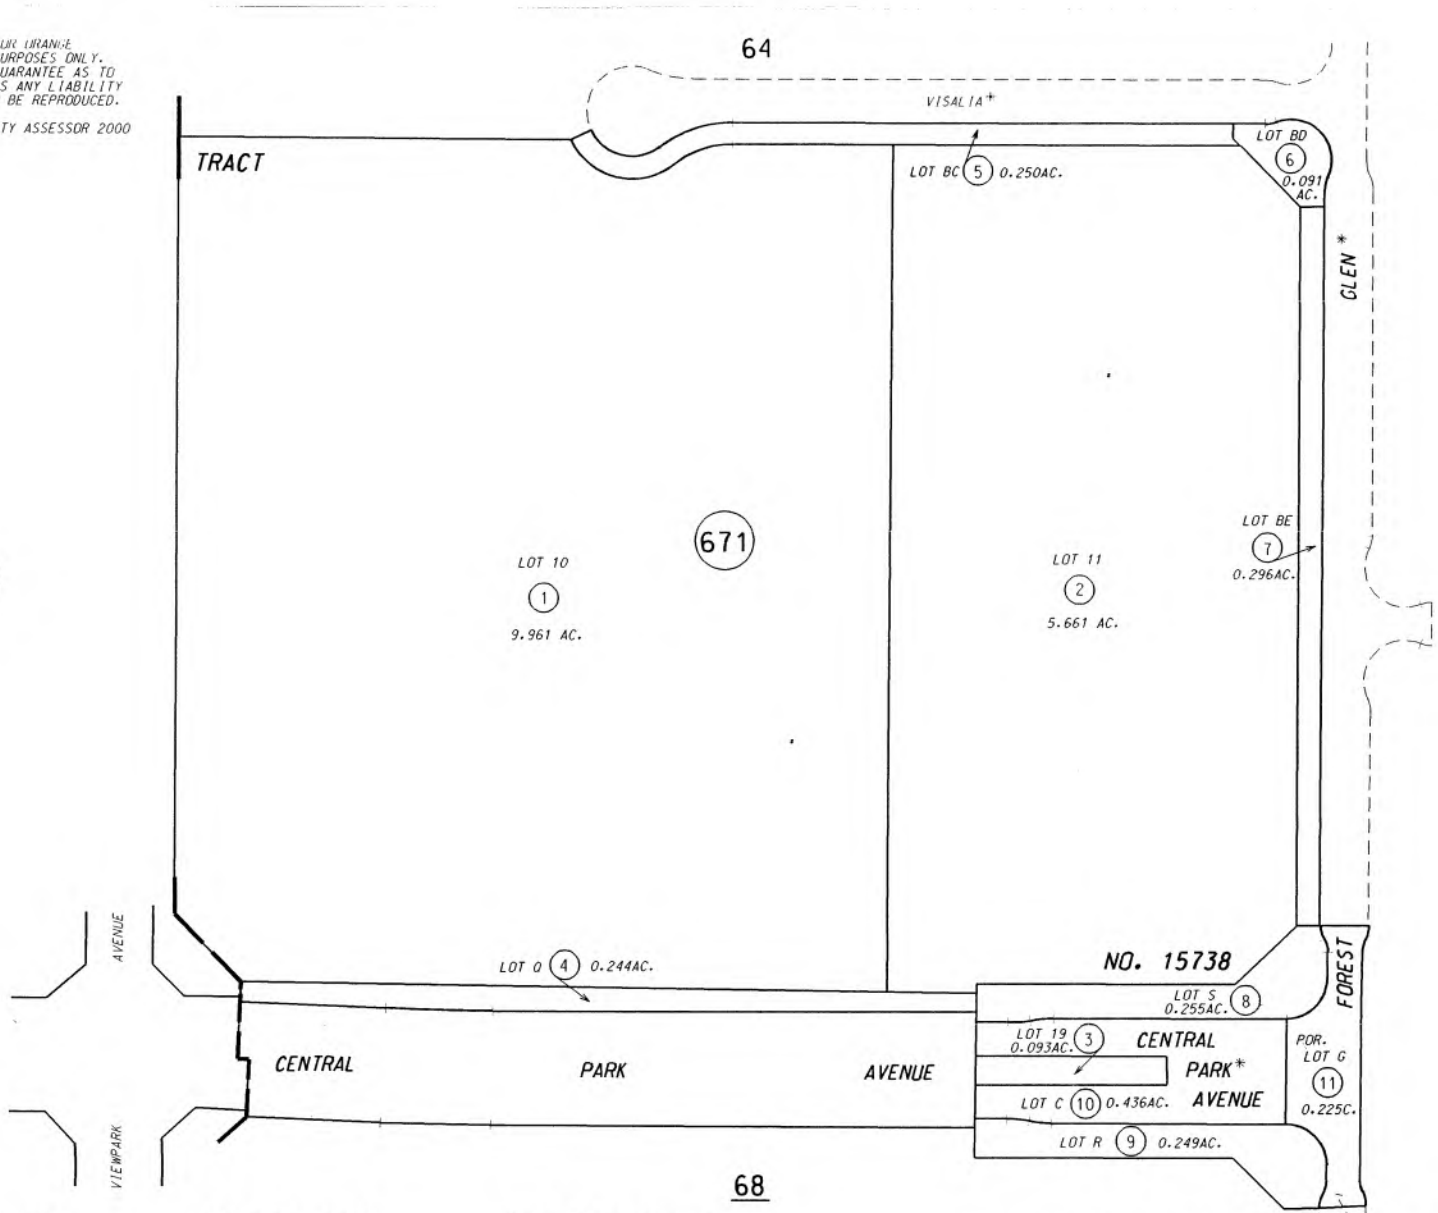 64
URPOSES ONLY.
UARANTEE AS TO
S ANY LIABILITY
BE REPRODUCED.
TY ASSESSOR 2000
VISALIA*
TRACT
LOT BD
6
0.091
AC.
LOT BC 5 0.250AC.
GLEN*
671
LOT BE
7
0.296AC.
LOT 10
1
9.961 AC.
LOT 11
2
5.661 AC.
AVENUE
NO. 15738
FOREST
LOT Q 4 0.244AC.
LOT S
0.255AC. 8
LOT 19
0.093AC. 3
CENTRAL
PARK*
AVENUE
CENTRAL PARK AVENUE
POR.
LOT G
11
0.225C.
LOT C 10 0.436AC.
LOT R 9 0.249AC.
VIEWPARK
68